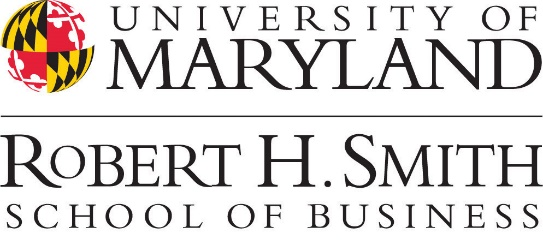 UNIVERSITY OF
MARYLAND
ROBERT H. SMITH
SCHOOL OF BUSINESS